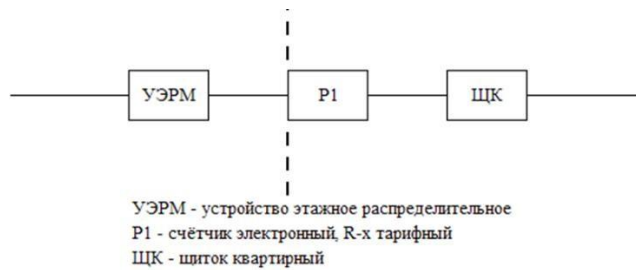 УЭРМ Р1 ЩК
УЭРМ - устройство этажное распределительное
Р1 - счётчик электронный, R-х тарифный
ЩК - щиток квартирный